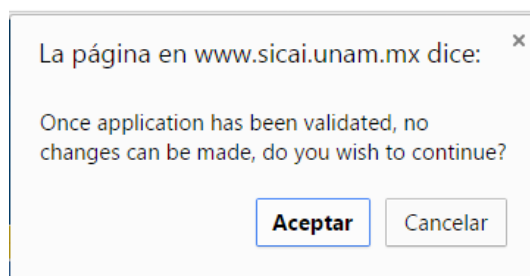 La página en www.sicai.unam.mx dice:
Once application has been validated, no
changes can be made, do you wish to continue?
Aceptar Cancelar